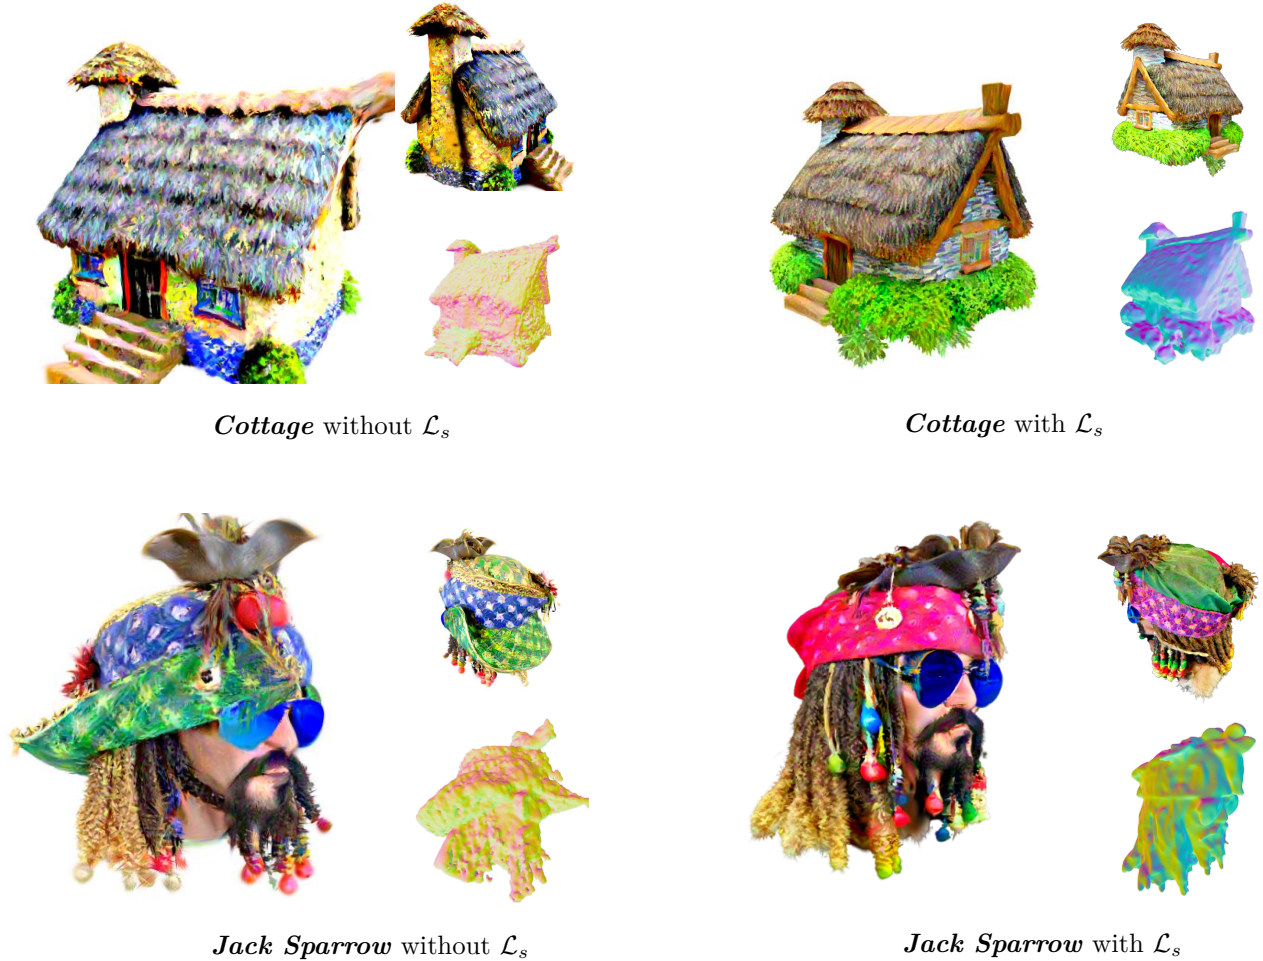 Cottage without ℒₛ
Cottage with ℒₛ
Jack Sparrow without ℒₛ
Jack Sparrow with ℒₛ